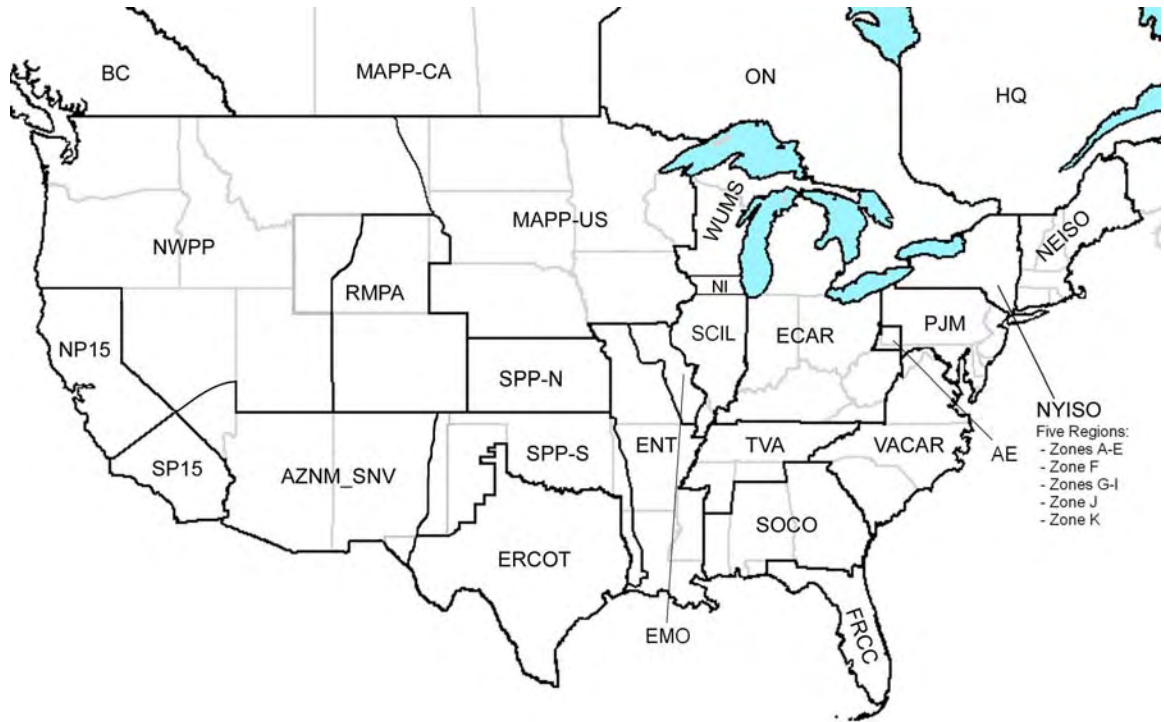 BC
MAPP-CA
ON
HQ
WUMS
MAPP-US
NEISO
NWPP
RMPA
NI
NP15
SCIL
ECAR
PJM
SPP-N
NYISO
Five Regions:
- Zones A-E
- Zone F
- Zones G-I
- Zone J
- Zone K
SP15
AZNM_SNV
SPP-S
ENT
TVA
VACAR
AE
SOCO
ERCOT
EMO
FRCC